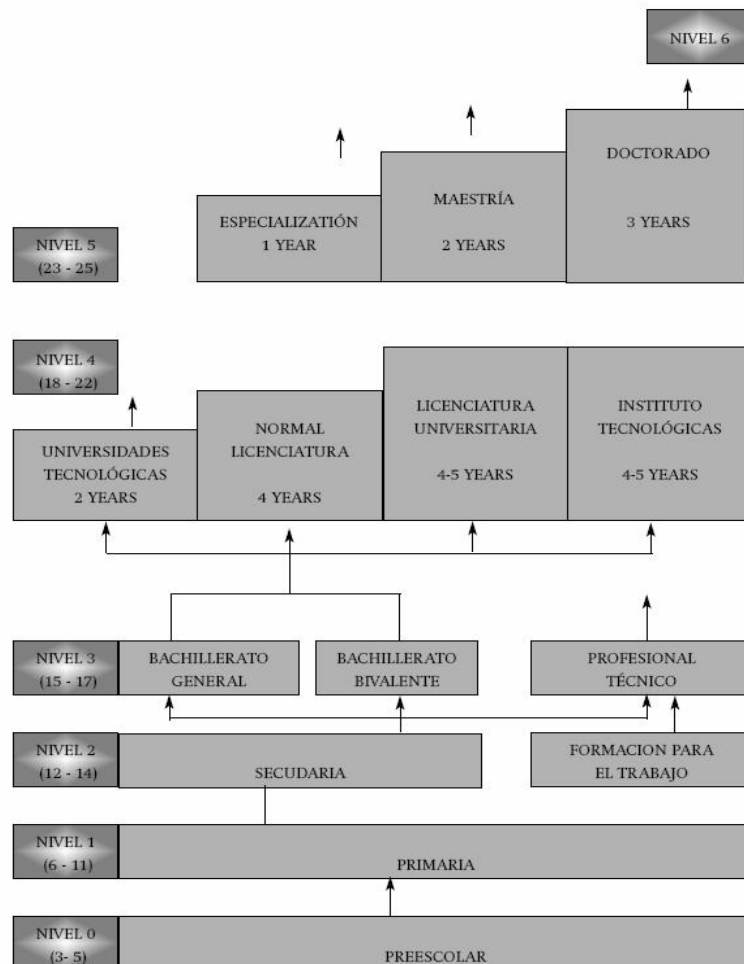 NIVEL 6
DOCTORADO
3 YEARS
MAESTRÍA
2 YEARS
ESPECIALIZATIÓN
1 YEAR
NIVEL 5
(23 - 25)
NIVEL 4
(18 - 22)
UNIVERSIDADES
TECNOLÓGICAS
2 YEARS
NORMAL
LICENCIATURA
4 YEARS
LICENCIATURA
UNIVERSITARIA
4-5 YEARS
INSTITUTO
TECNOLÓGICAS
4-5 YEARS
NIVEL 3
(15 - 17)
BACHILLERATO
GENERAL
BACHILLERATO
BIVALENTE
PROFESIONAL
TÉCNICO
NIVEL 2
(12 - 14)
SECUDARIA
FORMACION PARA
EL TRABAJO
NIVEL 1
(6 - 11)
PRIMARIA
NIVEL 0
(3- 5)
PREESCOLAR